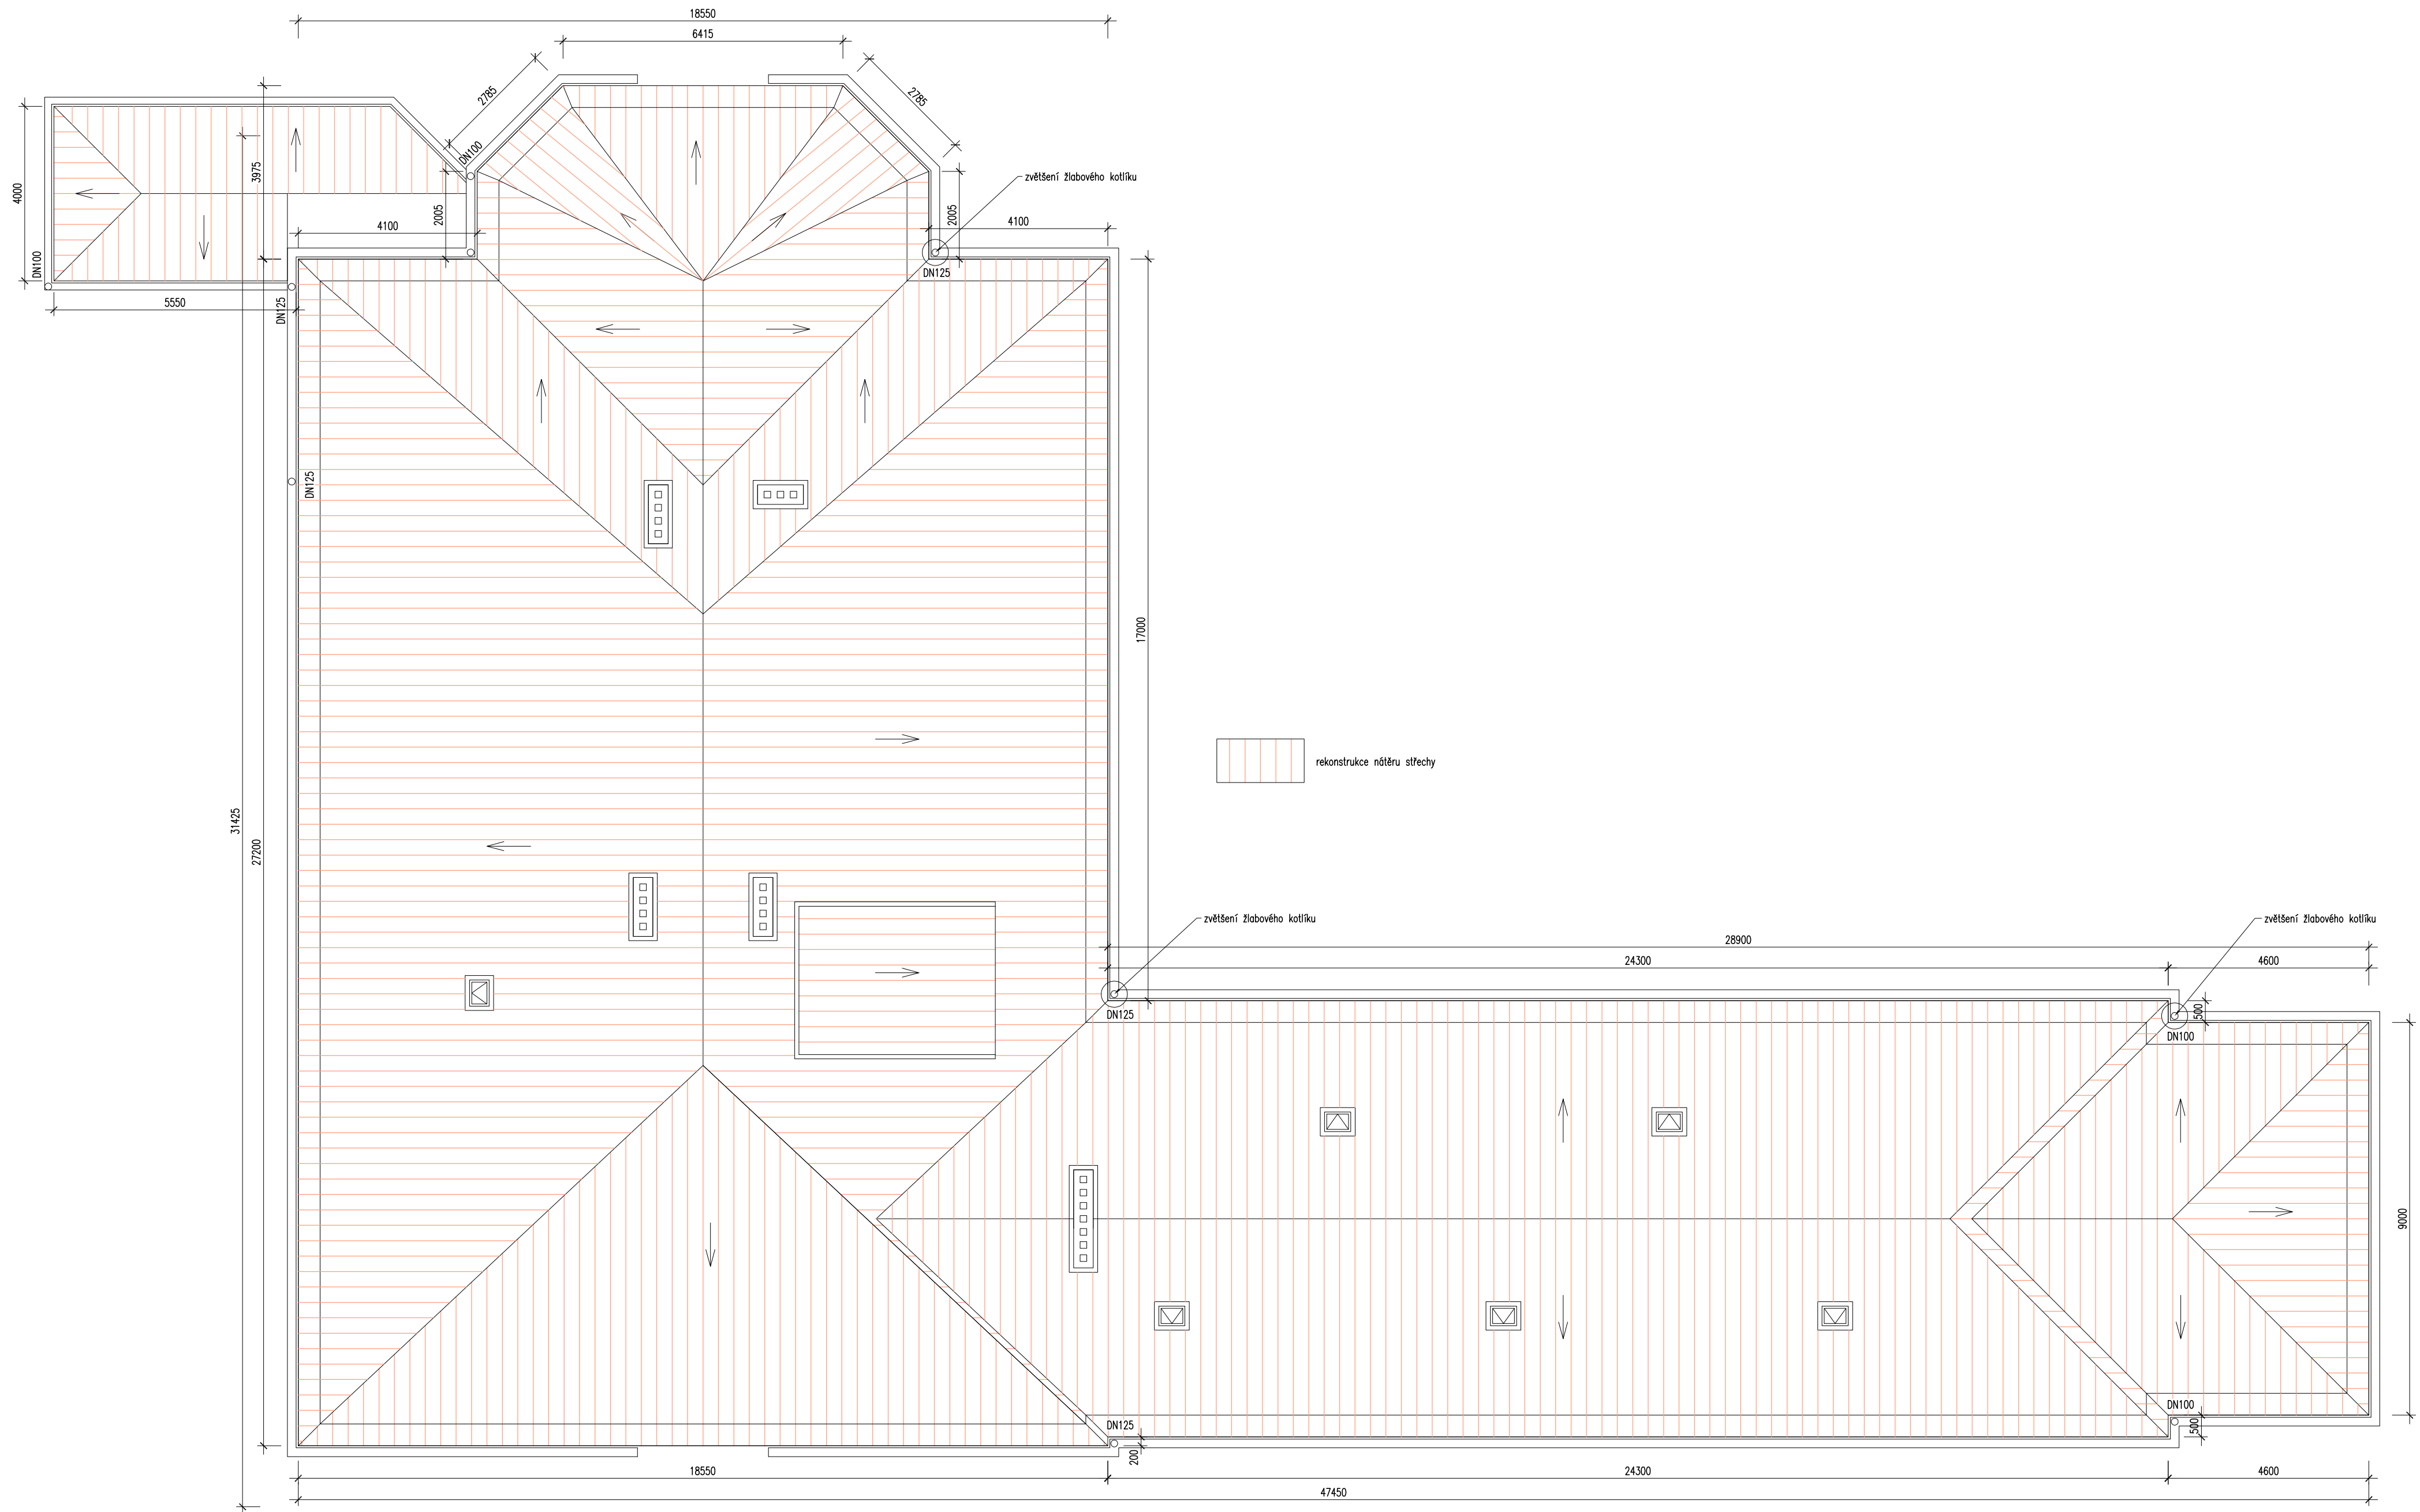 18550
6415
2785
2785
DN100
zvětšení žlabového kotlíku
3975
4000
2005
2005
4100
4100
DN125
DN100
5550
DN125
DN125
17000
rekonstrukce nátěru střechy
31425
27200
zvětšení žlabového kotlíku
zvětšení žlabového kotlíku
28900
24300
4600
DN125
500
DN100
9000
DN100
DN125
500
200
18550
24300
4600
47450